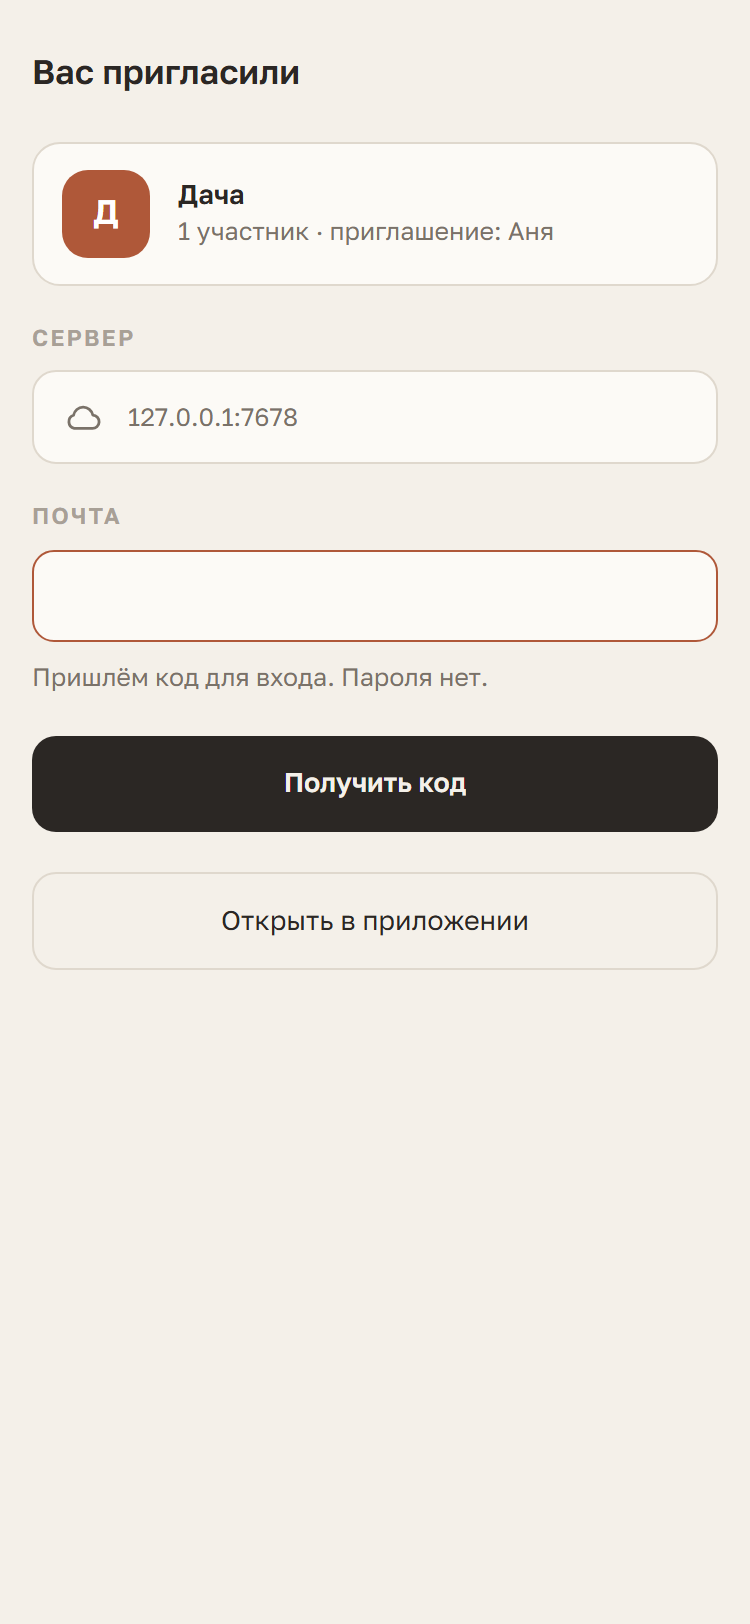 Вас пригласили
Д
Дача
1 участник · приглашение: Аня
СЕРВЕР
127.0.0.1:7678
ПОЧТА
Пришлём код для входа. Пароля нет.
Получить код
Открыть в приложении